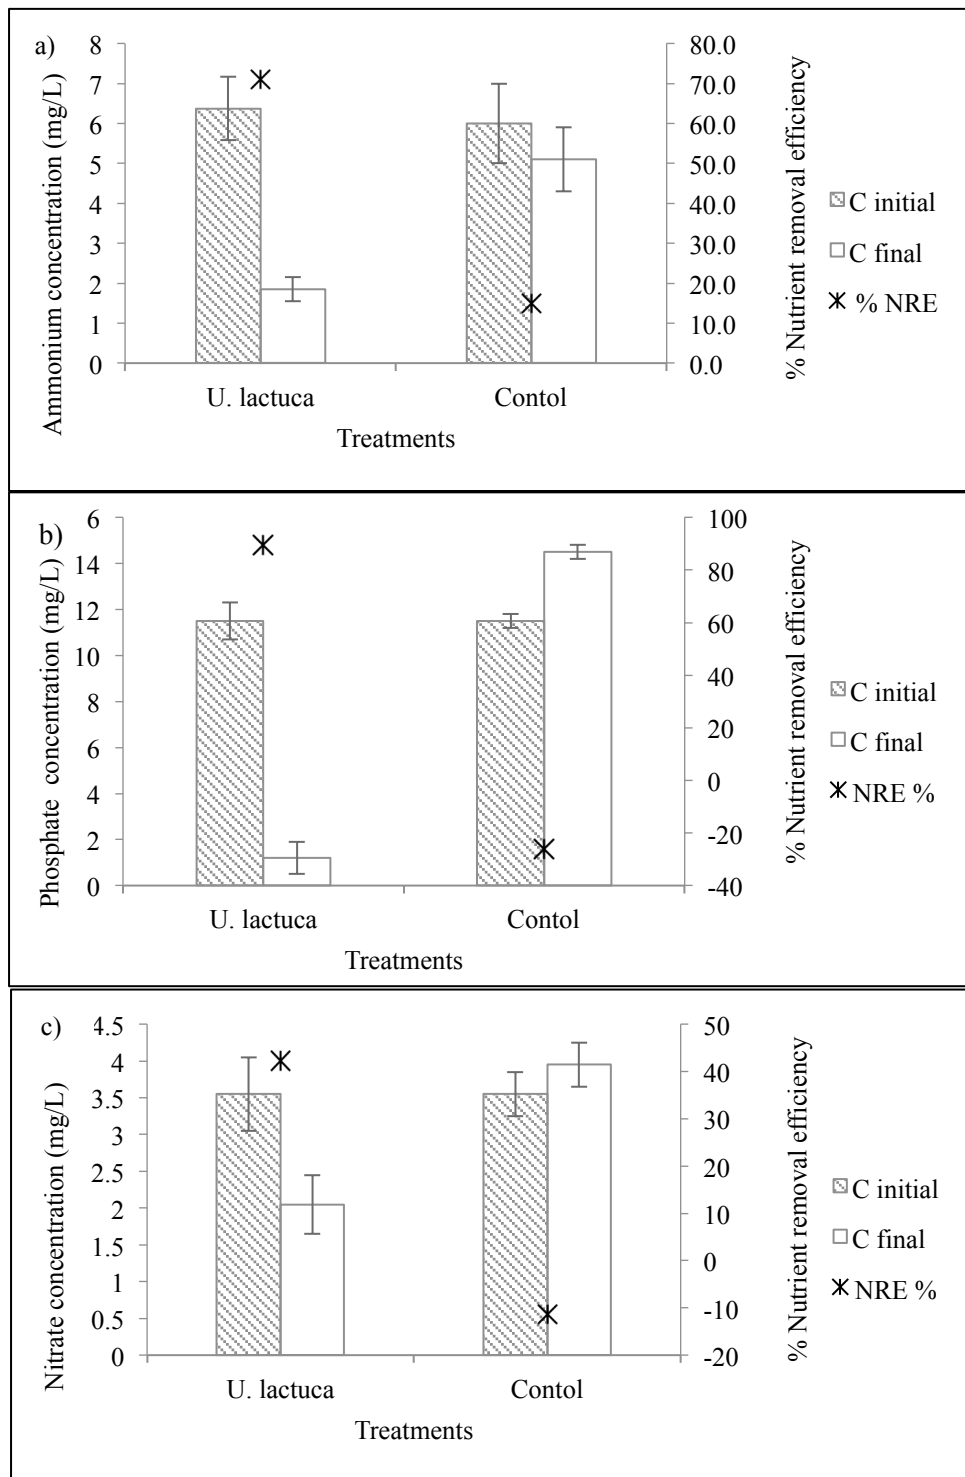 a)
Ammonium concentration (mg/L)
8
7
6
5
4
3
2
1
0
80.0
70.0
60.0
50.0
40.0
30.0
20.0
10.0
0.0
% Nutrient removal efficiency
U. lactuca
Contol
Treatments
C initial
C final
% NRE
b)
Phosphate concentration (mg/L)
6
14
12
10
8
6
4
2
0
100
80
60
40
20
0
-20
-40
% Nutrient removal efficiency
U. lactuca
Contol
Treatments
C initial
C final
NRE %
c)
Nitrate concentration (mg/L)
4.5
4
3.5
3
2.5
2
1.5
1
0.5
0
50
40
30
20
10
0
-10
-20
% Nutrient removal efficiency
U. lactuca
Contol
Treatments
C initial
C final
NRE %